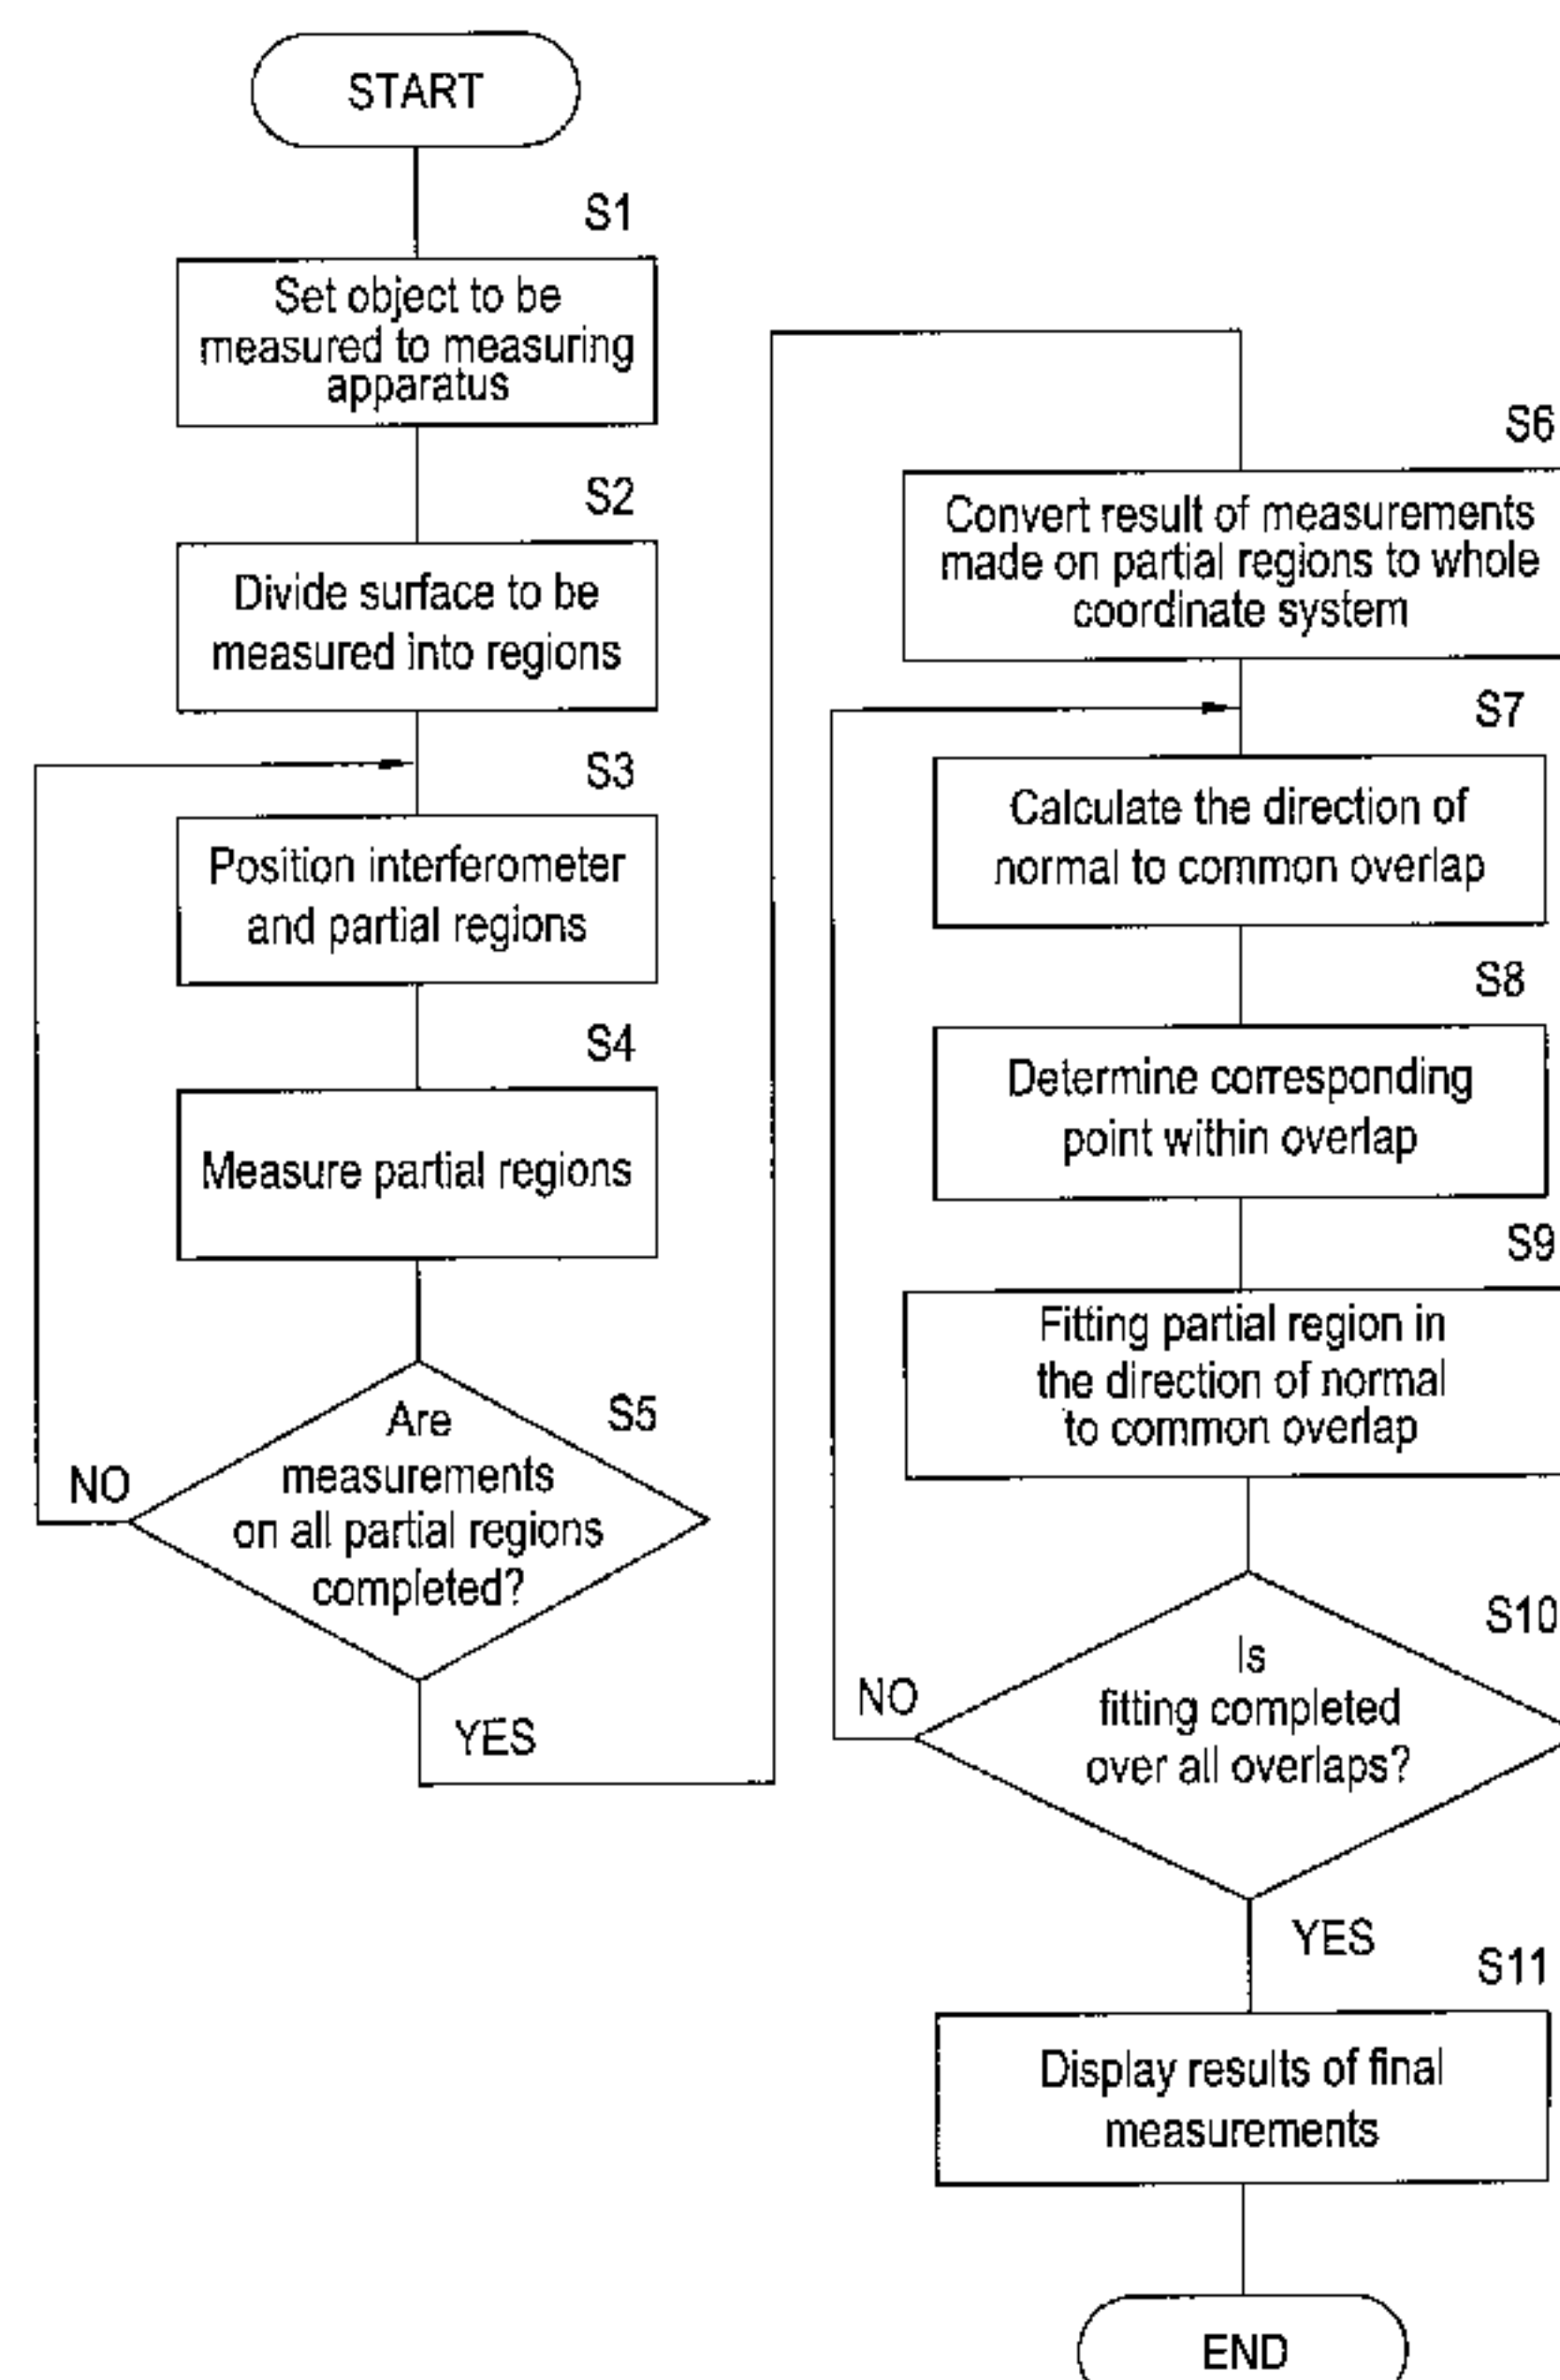 START
S1
Set object to be
measured to measuring
apparatus
S2
Divide surface to be
measured into regions
S3
Position interferometer
and partial regions
S4
Measure partial regions
S5
Are
measurements
on all partial regions
completed?
NO
YES
S6
Convert result of measurements
made on partial regions to whole
coordinate system
S7
Calculate the direction of
normal to common overlap
S8
Determine corresponding
point within overlap
S9
Fitting partial region in
the direction of normal
to common overlap
S10
Is
fitting completed
over all overlaps?
NO
YES
S11
Display results of final
measurements
END